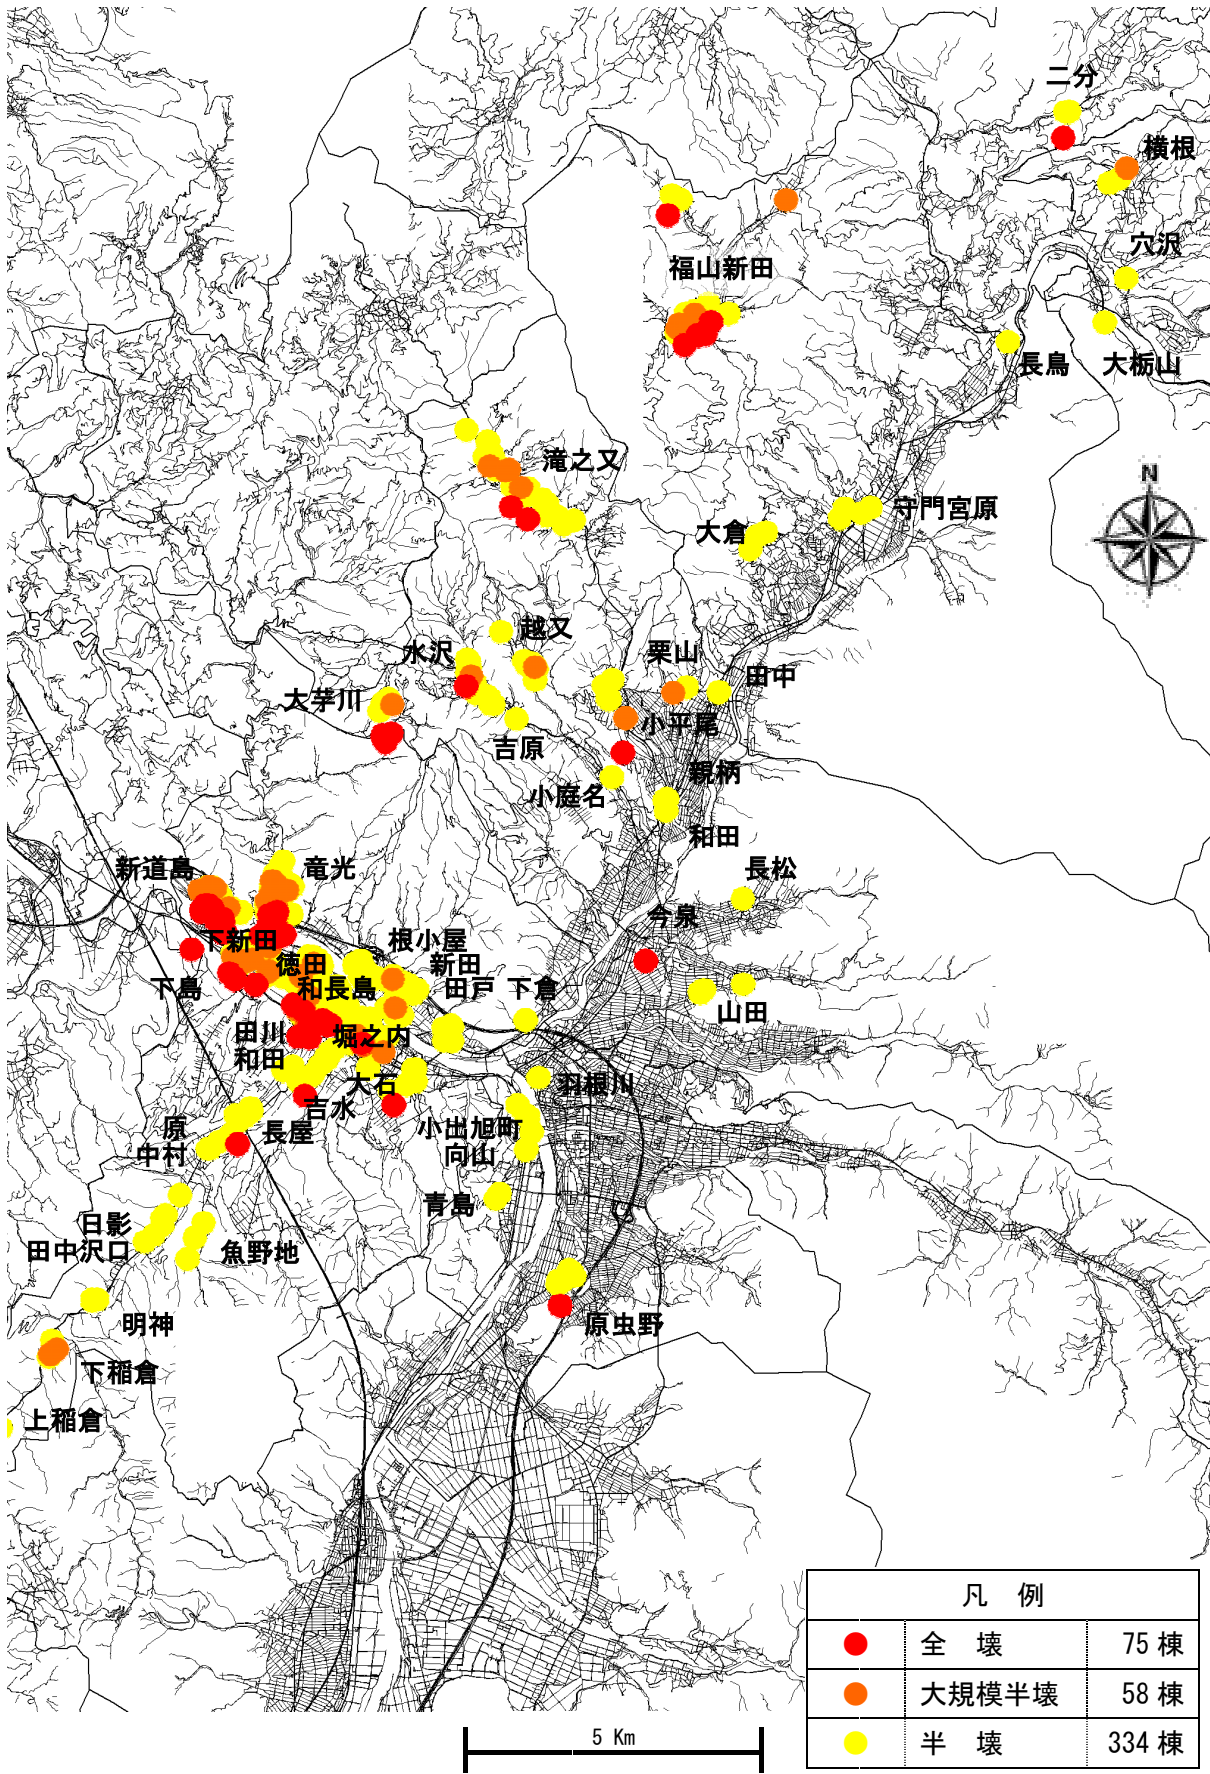 二分
横根
穴沢
福山新田
長鳥
大栃山
N
滝之又
守門宮原
大倉
越又
水沢
栗山
田中
大芋川
小平尾
吉原
親柄
小庭名
和田
長松
新道島
竜光
今泉
下新田
根小屋
徳田
新田
下島
和長島
田戸
下倉
山田
田川
堀之内
和田
大石
羽根川
吉水
原
長屋
小出旭町
中村
向山
青島
日影
田中沢口
魚野地
明神
原虫野
下稲倉
上稲倉
凡 例
全 壊 75 棟
大規模半壊 58 棟
半 壊 334 棟
5 Km